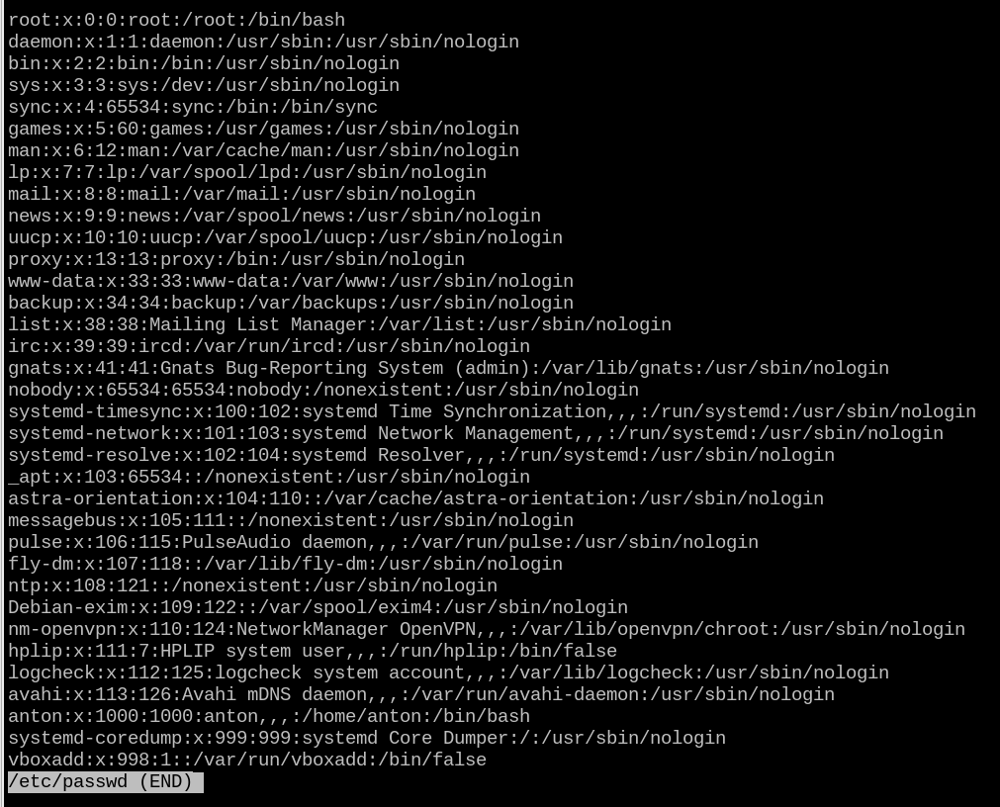 root:x:0:0:root:/root:/bin/bash
daemon:x:1:1:daemon:/usr/sbin:/usr/sbin/nologin
bin:x:2:2:bin:/bin:/usr/sbin/nologin
sys:x:3:3:sys:/dev:/usr/sbin/nologin
sync:x:4:65534:sync:/bin:/bin/sync
games:x:5:60:games:/usr/games:/usr/sbin/nologin
man:x:6:12:man:/var/cache/man:/usr/sbin/nologin
lp:x:7:7:lp:/var/spool/lpd:/usr/sbin/nologin
mail:x:8:8:mail:/var/mail:/usr/sbin/nologin
news:x:9:9:news:/var/spool/news:/usr/sbin/nologin
uucp:x:10:10:uucp:/var/spool/uucp:/usr/sbin/nologin
proxy:x:13:13:proxy:/bin:/usr/sbin/nologin
www-data:x:33:33:www-data:/var/www:/usr/sbin/nologin
backup:x:34:34:backup:/var/backups:/usr/sbin/nologin
list:x:38:38:Mailing List Manager:/var/list:/usr/sbin/nologin
irc:x:39:39:ircd:/var/run/ircd:/usr/sbin/nologin
gnats:x:41:41:Gnats Bug-Reporting System (admin):/var/lib/gnats:/usr/sbin/nologin
nobody:x:65534:65534:nobody:/nonexistent:/usr/sbin/nologin
systemd-timesync:x:100:102:systemd Time Synchronization,,,:/run/systemd:/usr/sbin/nologin
systemd-network:x:101:103:systemd Network Management,,,:/run/systemd:/usr/sbin/nologin
systemd-resolve:x:102:104:systemd Resolver,,,:/run/systemd:/usr/sbin/nologin
_apt:x:103:65534::/nonexistent:/usr/sbin/nologin
astra-orientation:x:104:110::/var/cache/astra-orientation:/usr/sbin/nologin
messagebus:x:105:111::/nonexistent:/usr/sbin/nologin
pulse:x:106:115:PulseAudio daemon,,,:/var/run/pulse:/usr/sbin/nologin
fly-dm:x:107:118::/var/lib/fly-dm:/usr/sbin/nologin
ntp:x:108:121::/nonexistent:/usr/sbin/nologin
Debian-exim:x:109:122::/var/spool/exim4:/usr/sbin/nologin
nm-openvpn:x:110:124:NetworkManager OpenVPN,,,:/var/lib/openvpn/chroot:/usr/sbin/nologin
hplip:x:111:7:HPLIP system user,,,:/run/hplip:/bin/false
logcheck:x:112:125:logcheck system account,,,:/var/lib/logcheck:/usr/sbin/nologin
avahi:x:113:126:Avahi mDNS daemon,,,:/var/run/avahi-daemon:/usr/sbin/nologin
anton:x:1000:1000:anton,,,:/home/anton:/bin/bash
systemd-coredump:x:999:999:systemd Core Dumper:/:/usr/sbin/nologin
vboxadd:x:998:1::/var/run/vboxadd:/bin/false
/etc/passwd (END)